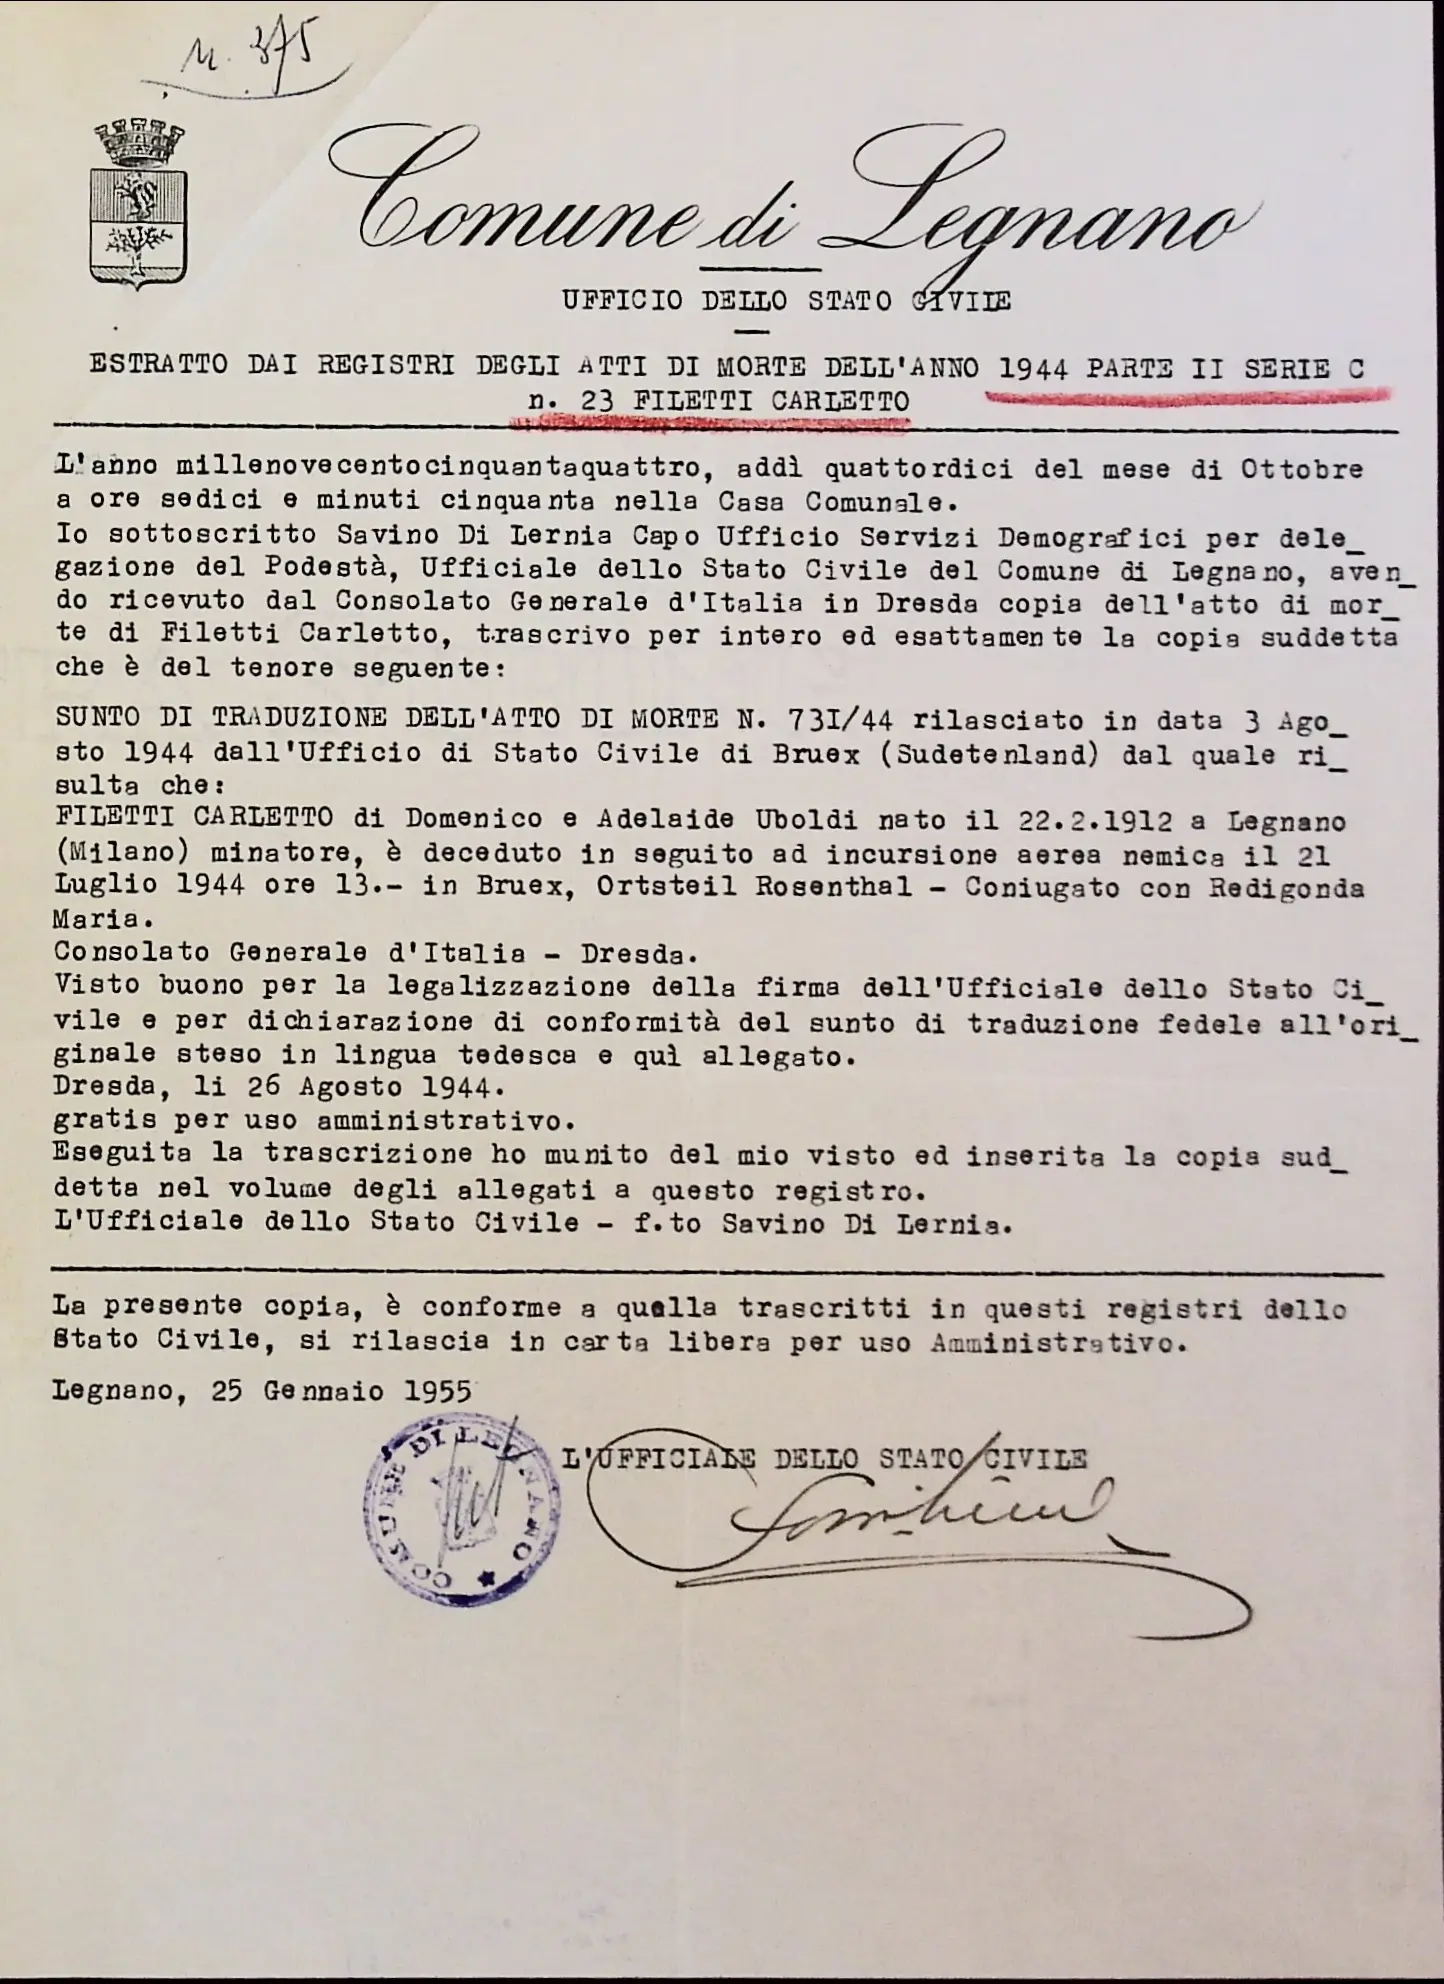 n. 375
Comune di Legnano
UFFICIO DELLO STATO CIVILE
ESTRATTO DAI REGISTRI DEGLI ATTI DI MORTE DELL'ANNO 1944 PARTE II SERIE C
n. 23 FILETTI CARLETTO
L'anno millenovecentocinquantaquattro, addì quattordici del mese di Ottobre
a ore sedici e minuti cinquanta nella Casa Comunale.
Io sottoscritto Savino Di Lernia Capo Ufficio Servizi Demografici per dele_
gazione del Podestà, Ufficiale dello Stato Civile del Comune di Legnano, aven_
do ricevuto dal Consolato Generale d'Italia in Dresda copia dell'atto di mor_
te di Filetti Carletto, trascrivo per intero ed esattamente la copia suddetta
che è del tenore seguente:
SUNTO DI TRADUZIONE DELL'ATTO DI MORTE N. 73I/44 rilasciato in data 3 Ago_
sto 1944 dall'Ufficio di Stato Civile di Bruex (Sudetenland) dal quale ri_
sulta che:
FILETTI CARLETTO di Domenico e Adelaide Uboldi nato il 22.2.1912 a Legnano
(Milano) minatore, è deceduto in seguito ad incursione aerea nemica il 21
Luglio 1944 ore 13.- in Bruex, Ortsteil Rosenthal - Coniugato con Redigonda
Maria.
Consolato Generale d'Italia - Dresda.
Visto buono per la legalizzazione della firma dell'Ufficiale dello Stato Ci_
vile e per dichiarazione di conformità del sunto di traduzione fedele all'ori_
ginale steso in lingua tedesca e quì allegato.
Dresda, li 26 Agosto 1944.
gratis per uso amministrativo.
Eseguita la trascrizione ho munito del mio visto ed inserita la copia sud_
detta nel volume degli allegati a questo registro.
L'Ufficiale dello Stato Civile - f.to Savino Di Lernia.
La presente copia, è conforme a quella trascritti in questi registri dello
Stato Civile, si rilascia in carta libera per uso Amministrativo.
Legnano, 25 Gennaio 1955
L'UFFICIALE DELLO STATO CIVILE
COMUNE DI LEGNANO